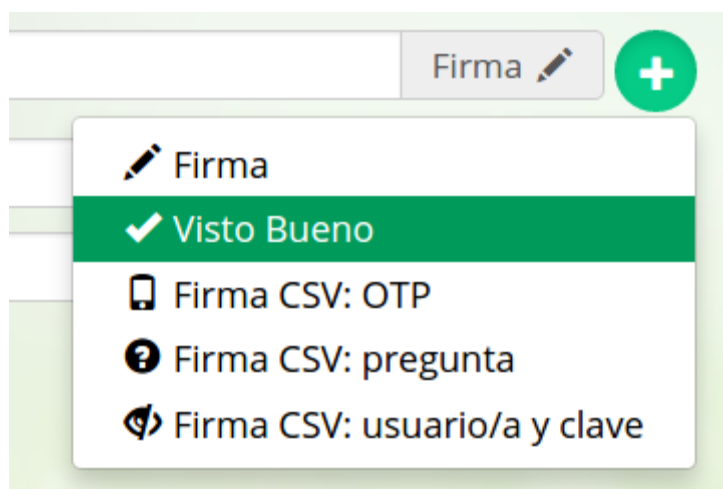 Firma
Firma
Visto Bueno
Firma CSV: OTP
Firma CSV: pregunta
Firma CSV: usuario/a y clave